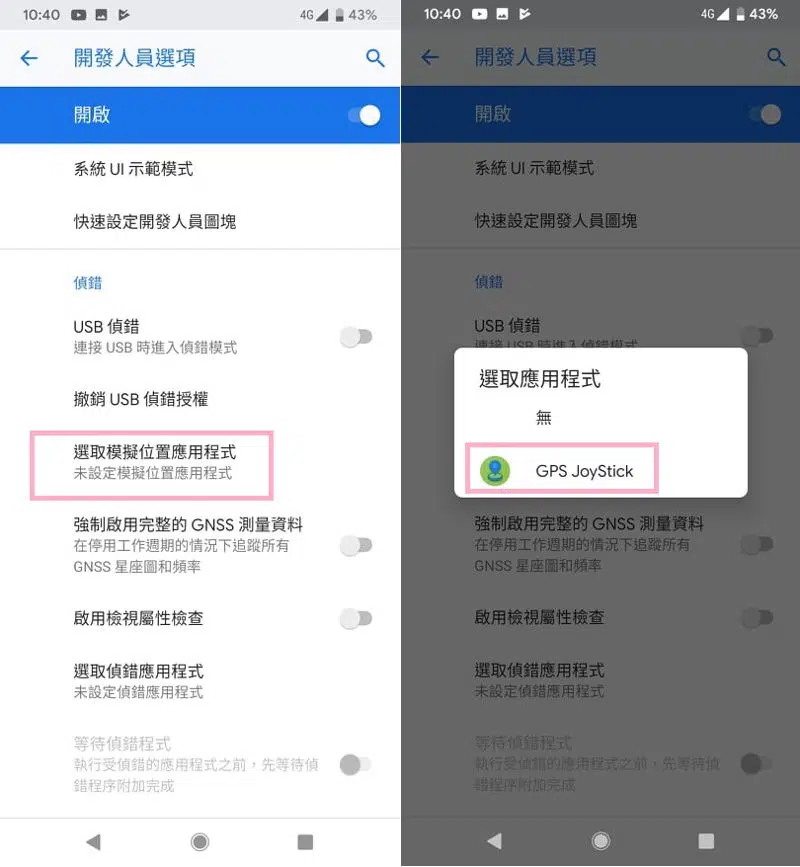 10:40
4G
43%
開發人員選項
開啟
系統 UI 示範模式
快速設定開發人員圖塊
偵錯
USB 偵錯
連接 USB 時進入偵錯模式
撤銷 USB 偵錯授權
選取模擬位置應用程式
未設定模擬位置應用程式
強制啟用完整的 GNSS 測量資料
在停用工作週期的情況下追蹤所有
GNSS 星座圖和頻率
啟用檢視屬性檢查
選取偵錯應用程式
未設定偵錯應用程式
等待偵錯程式
執行受偵錯的應用程式之前，先等待偵
錯程序附加完成
10:40
4G
43%
開發人員選項
開啟
系統 UI 示範模式
快速設定開發人員圖塊
偵錯
USB 偵錯
連接 USB 時進入偵錯模式
選取應用程式
無
GPS JoyStick
強制啟用完整的 GNSS 測量資料
在停用工作週期的情況下追蹤所有
GNSS 星座圖和頻率
啟用檢視屬性檢查
選取偵錯應用程式
未設定偵錯應用程式
等待偵錯程式
執行受偵錯的應用程式之前，先等待偵
錯程序附加完成